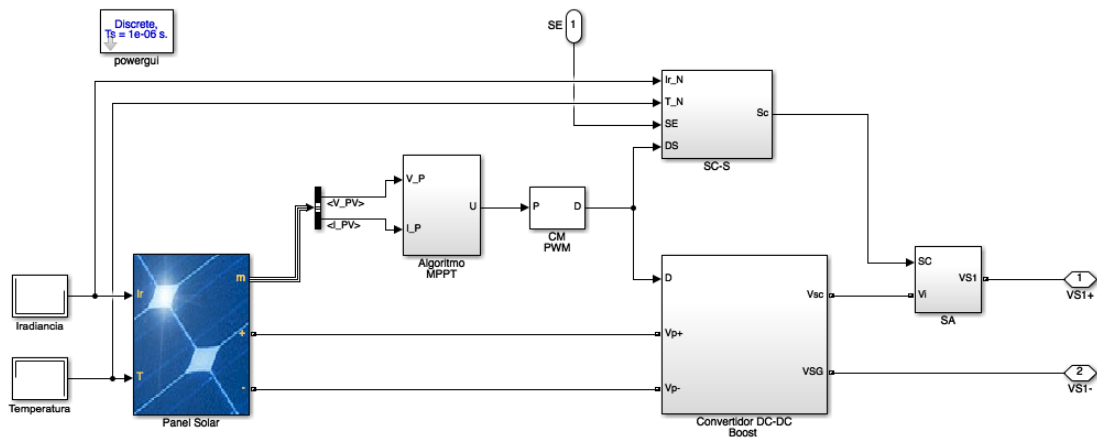 Discrete,
Ts = 1e-06 s.
powergui
SE
1
Ir_N
T_N
SE
DS
Sc
SC-S
V_P
I_P
U
Algoritmo
MPPT
<V_PV>
<I_PV>
P
D
CM
PWM
Iradiancia
Temperatura
Ir
T
m
+
-
Panel Solar
D
Vp+
Vp-
Vsc
VSG
Convertidor DC-DC
Boost
SC
Vi
VS1
SA
1
VS1+
2
VS1-